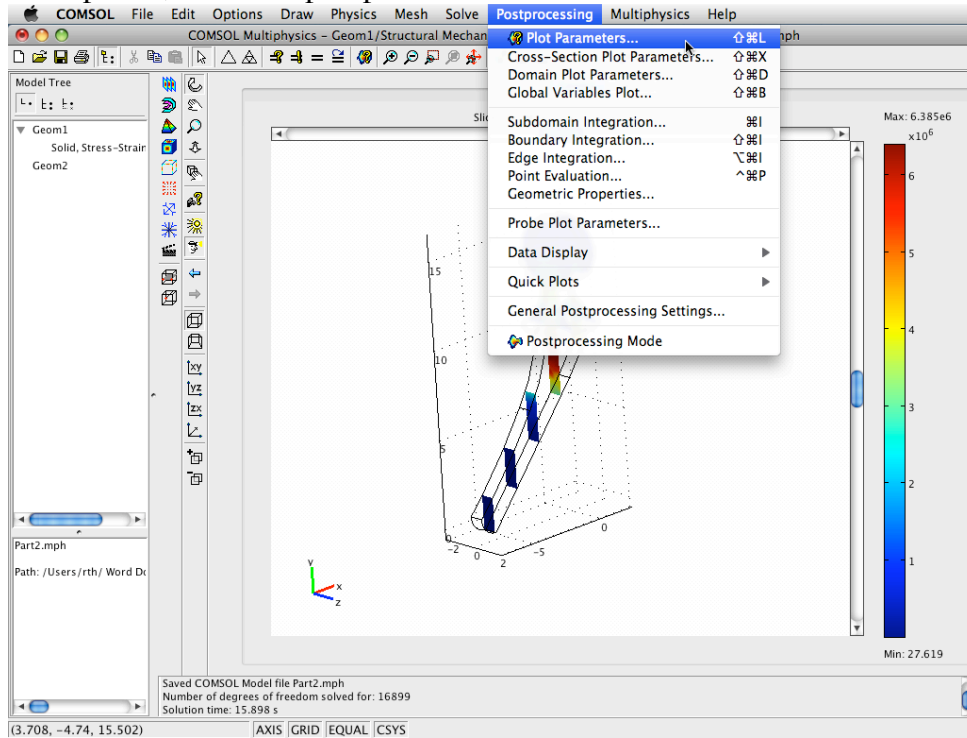 COMSOL File Edit Options Draw Physics Mesh Solve Postprocessing Multiphysics Help
COMSOL Multiphysics - Geom1/Structural Mechan
ph
Plot Parameters... ⇧⌘L
Cross-Section Plot Parameters... ⇧⌘X
Domain Plot Parameters... ⇧⌘D
Global Variables Plot... ⇧⌘B
Subdomain Integration... ⌘I
Boundary Integration... ⇧⌘I
Edge Integration... ⌥⌘I
Point Evaluation... ^⌘P
Geometric Properties...
Probe Plot Parameters...
Data Display
Quick Plots
General Postprocessing Settings...
Postprocessing Mode
Model Tree
Geom1
Solid, Stress-Strain
Geom2
Slic
Max: 6.385e6
x10⁶
6
5
4
3
2
1
Min: 27.619
15
10
5
0
-2 0 2 -5 0
y
x
z
xy
yz
zx
Part2.mph
Path: /Users/rth/ Word Do
Saved COMSOL Model file Part2.mph
Number of degrees of freedom solved for: 16899
Solution time: 15.898 s
(3.708, -4.74, 15.502) AXIS GRID EQUAL CSYS